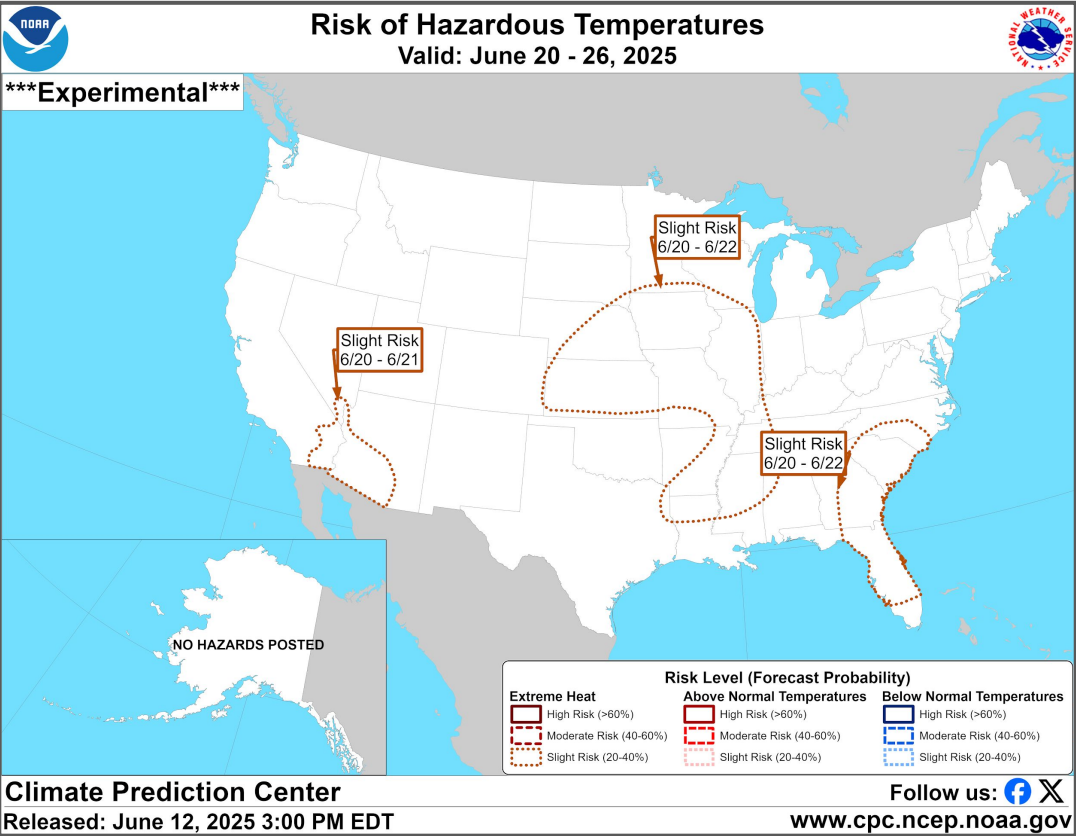 NOAA
Risk of Hazardous Temperatures
Valid: June 20 - 26, 2025
NATIONAL WEATHER SERVICE
***Experimental***
Slight Risk
6/20 - 6/22
Slight Risk
6/20 - 6/21
Slight Risk
6/20 - 6/22
NO HAZARDS POSTED
Risk Level (Forecast Probability)
Extreme Heat
High Risk (>60%)
Moderate Risk (40-60%)
Slight Risk (20-40%)
Above Normal Temperatures
High Risk (>60%)
Moderate Risk (40-60%)
Slight Risk (20-40%)
Below Normal Temperatures
High Risk (>60%)
Moderate Risk (40-60%)
Slight Risk (20-40%)
Climate Prediction Center
Follow us:
Released: June 12, 2025 3:00 PM EDT
www.cpc.ncep.noaa.gov